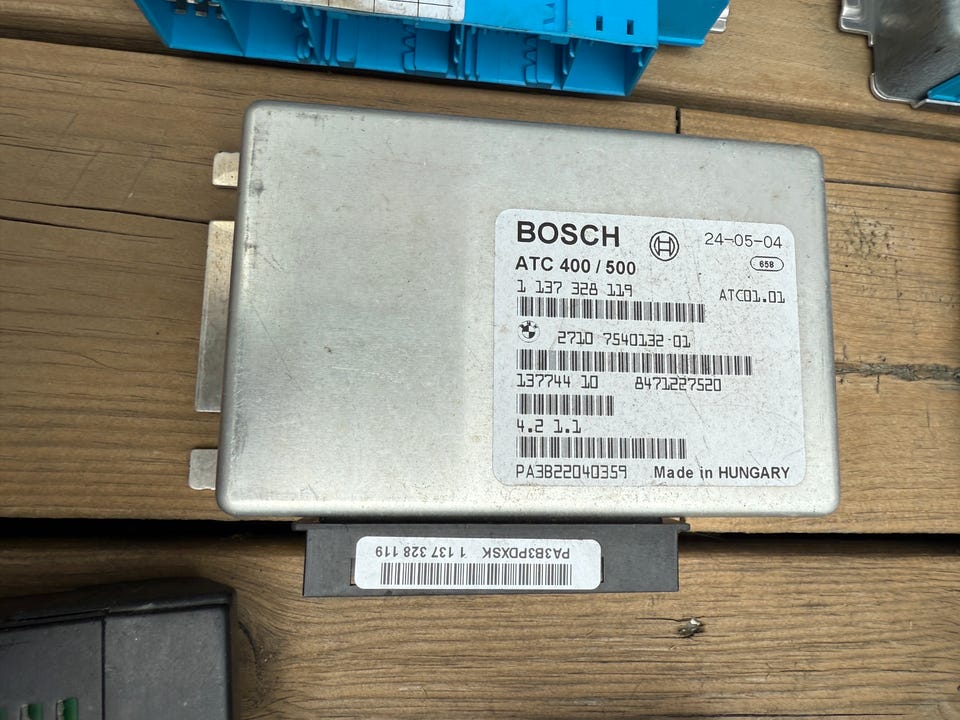 BOSCH 24-05-04
ATC 400 / 500 658
1 137 328 119 ATC01.01
2710 7540132-01
137744 10 8471227520
4.2 1.1
PA3B22040359 Made in HUNGARY
PA3B3PDXSK 1 137 328 119